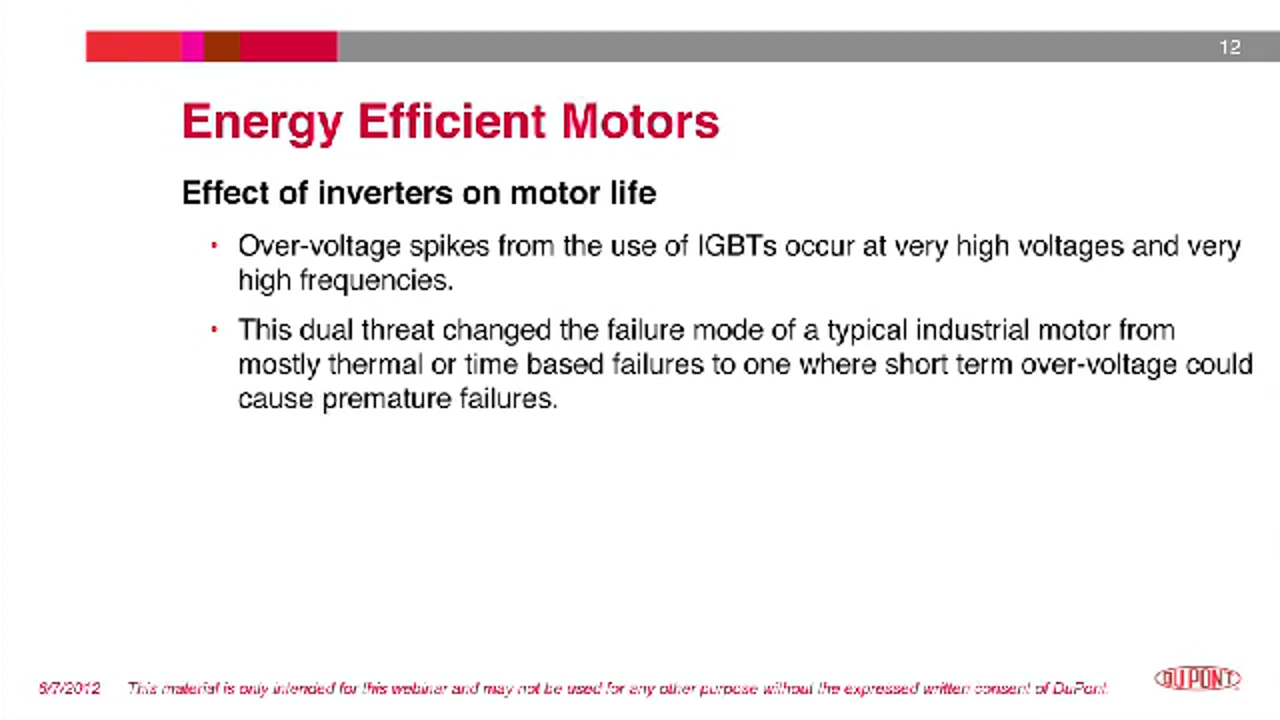 12
Energy Efficient Motors
Effect of inverters on motor life
• Over-voltage spikes from the use of IGBTs occur at very high voltages and very
high frequencies.
• This dual threat changed the failure mode of a typical industrial motor from
mostly thermal or time based failures to one where short term over-voltage could
cause premature failures.
6/7/2012 This material is only intended for this webinar and may not be used for any other purpose without the expressed written consent of DuPont.
DUPONT